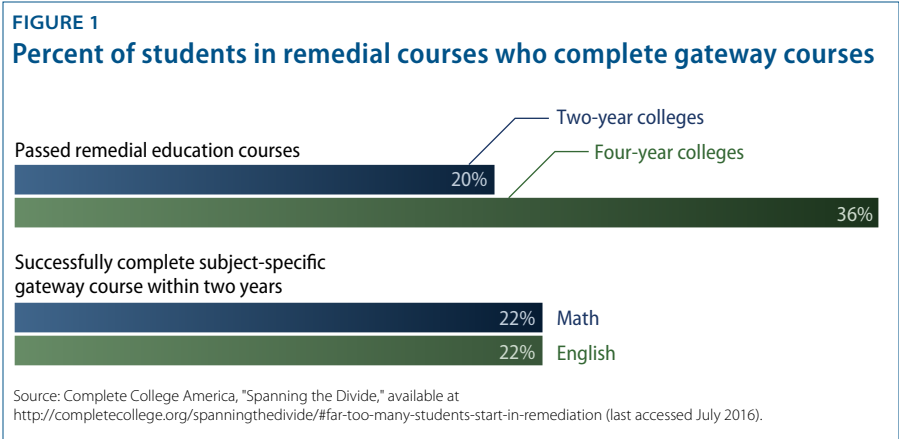 FIGURE 1
Percent of students in remedial courses who complete gateway courses
Two-year colleges
Passed remedial education courses
Four-year colleges
20%
36%
Successfully complete subject-specific
gateway course within two years
22% Math
22% English
Source: Complete College America, "Spanning the Divide," available at
http://completecollege.org/spanningthedivide/#far-too-many-students-start-in-remediation (last accessed July 2016).